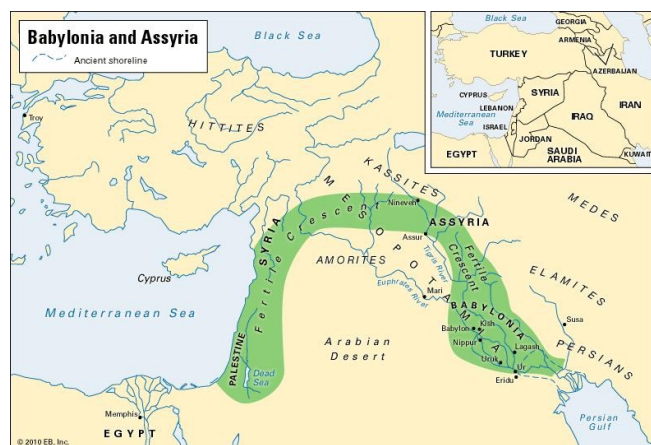 Babylonia and Assyria
Ancient shoreline
Black Sea
Troy
HITTITES
KASSITES
MESOPOTAMIA
Nineveh
ASSYRIA
MEDES
Fertile Crescent
SYRIA
Assur
Tigris River
Fertile
Crescent
AMORITES
Cyprus
Euphrates River
Mari
ELAMITES
BABYLONIA
Mediterranean Sea
Babylon
Kish
Susa
PERSIANS
Nippur
Lagash
Arabian
Desert
PALESTINE
Uruk
Ur
Dead
Sea
Eridu
Memphis
EGYPT
Persian
Gulf
© 2010 EB, Inc.
Black Sea
GEORGIA
ARMENIA
TURKEY
AZERBAIJAN
CYPRUS
SYRIA
LEBANON
Mediterranean
Sea
IRAQ
IRAN
ISRAEL
JORDAN
EGYPT
SAUDI
ARABIA
KUWAIT